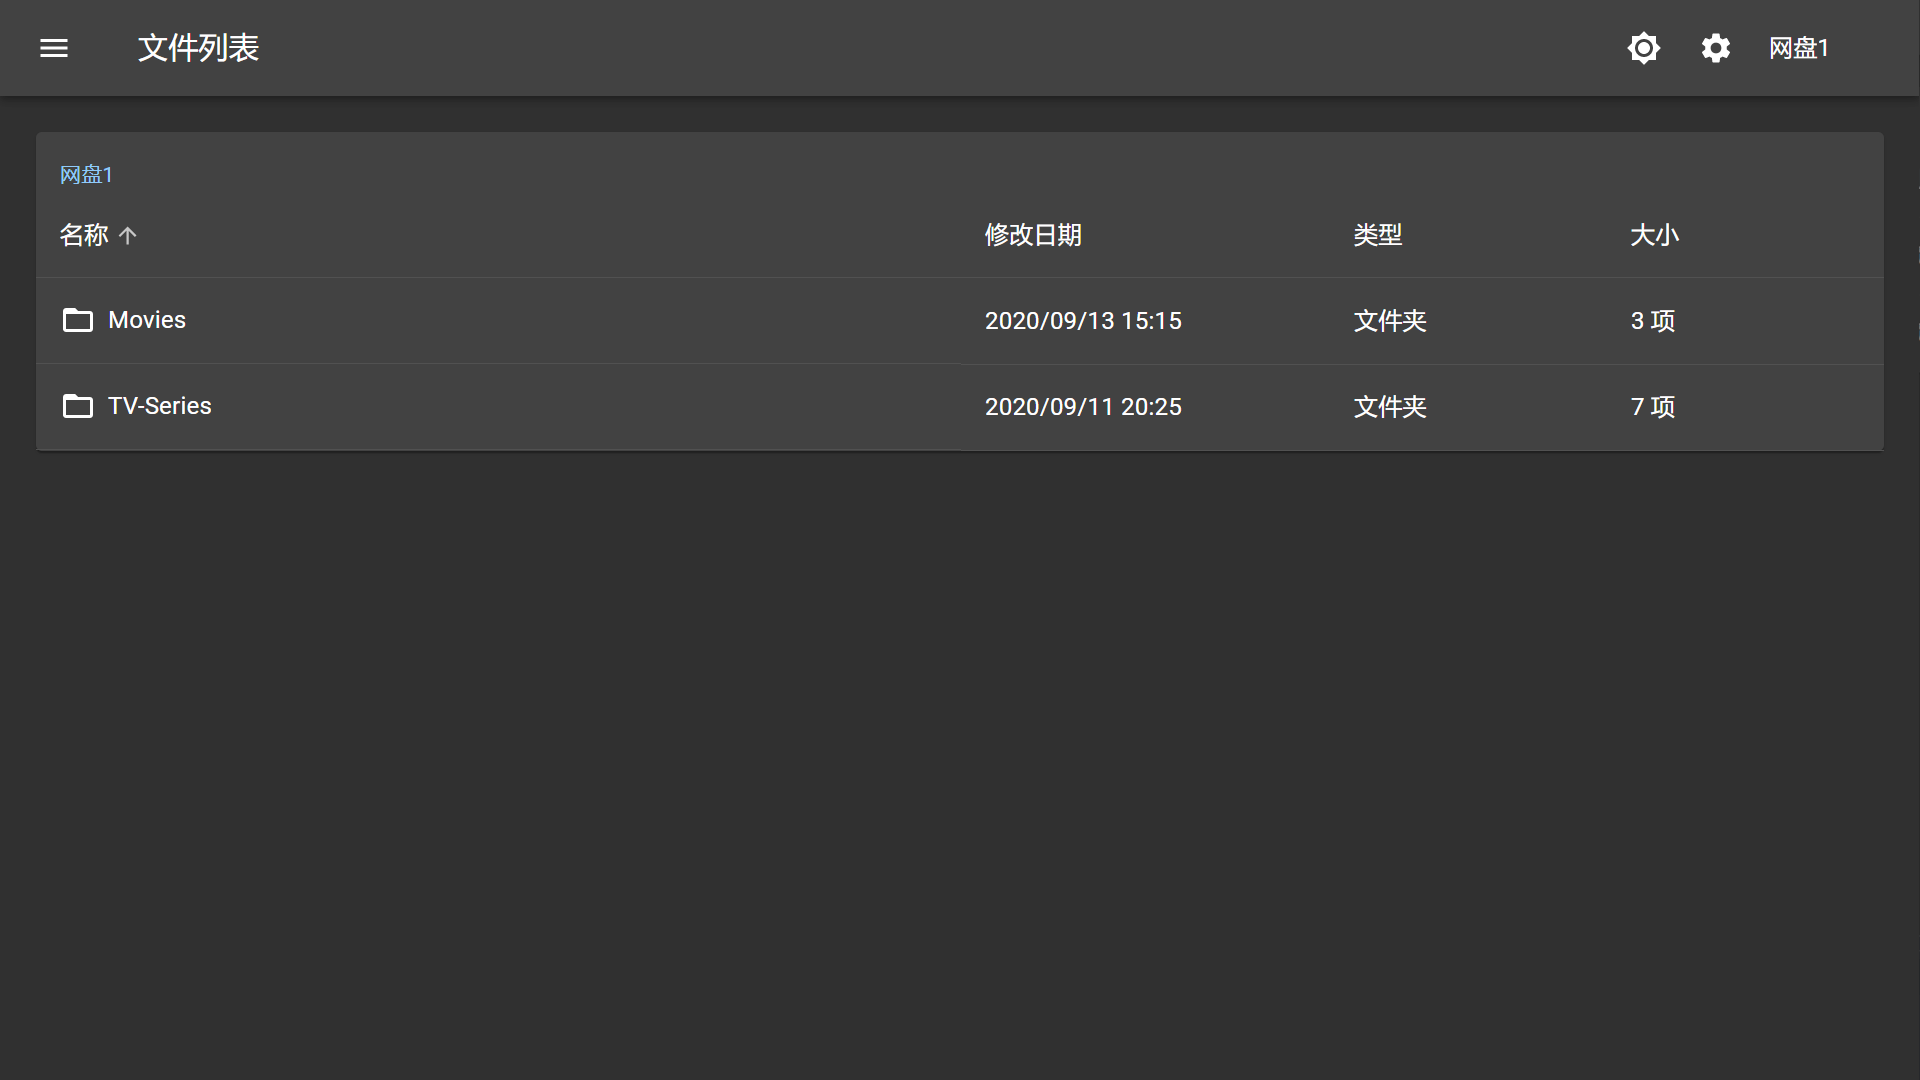 文件列表 网盘1
网盘1
名称 修改日期 类型 大小
Movies 2020/09/13 15:15 文件夹 3 项
TV-Series 2020/09/11 20:25 文件夹 7 项